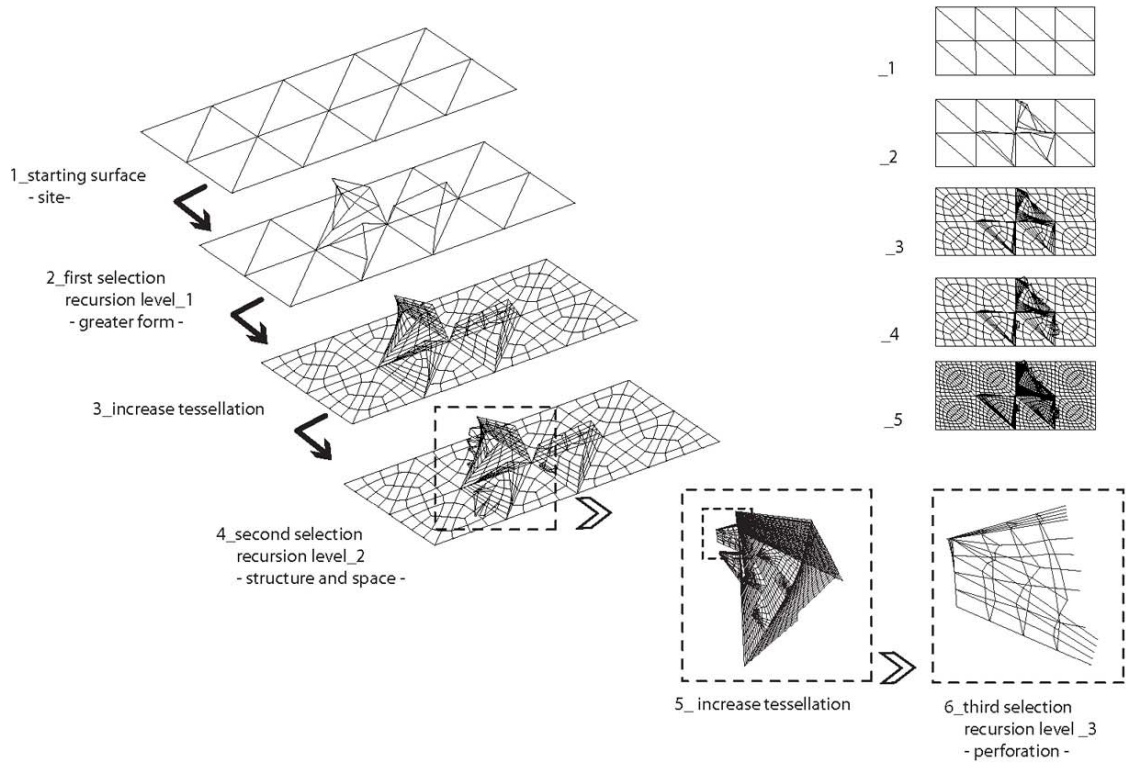 1_starting surface
- site-
2_first selection
recursion level_1
- greater form -
3_increase tessellation
4_second selection
recursion level_2
- structure and space -
5_ increase tessellation
6_third selection
recursion level _3
- perforation -
_1
_2
_3
_4
_5